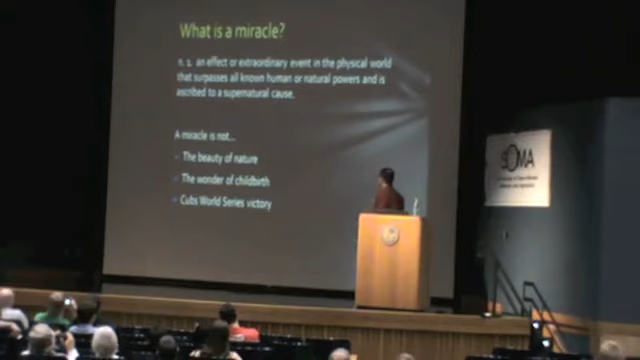 What is a miracle?
n. 1. an effect or extraordinary event in the physical world
that surpasses all known human or natural powers and is
ascribed to a supernatural cause.
A miracle is not...
The beauty of nature
The wonder of childbirth
Cubs World Series victory
SOMA